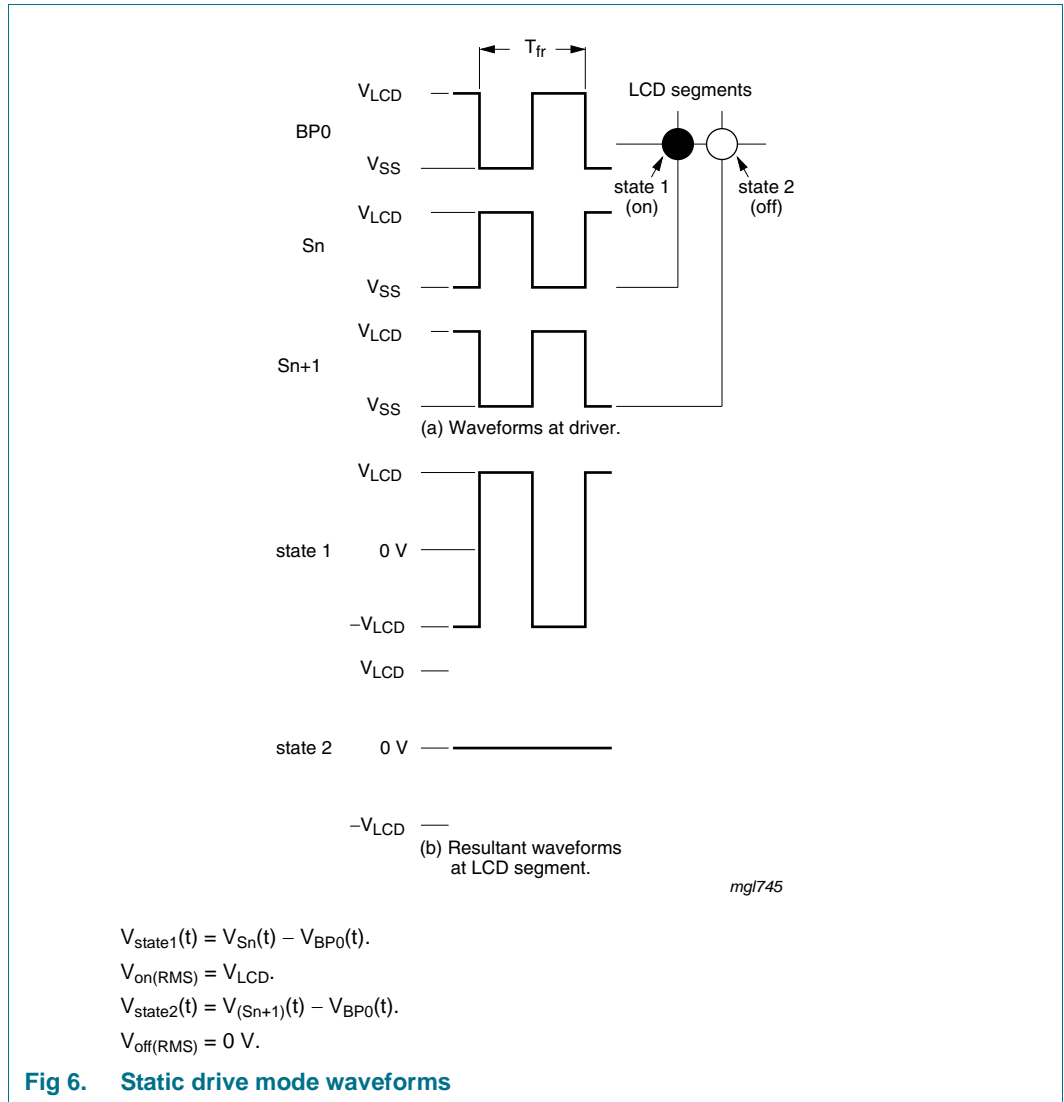 Tfr
VLCD
BP0
VSS
LCD segments
state 1
(on)
state 2
(off)
VLCD
Sn
VSS
VLCD
Sn+1
VSS
(a) Waveforms at driver.
VLCD
state 1 0 V
−VLCD
VLCD
state 2 0 V
−VLCD
(b) Resultant waveforms
at LCD segment.
mgl745
Vstate1(t) = VSn(t) − VBP0(t).
Von(RMS) = VLCD.
Vstate2(t) = V(Sn+1)(t) − VBP0(t).
Voff(RMS) = 0 V.
Fig 6. Static drive mode waveforms